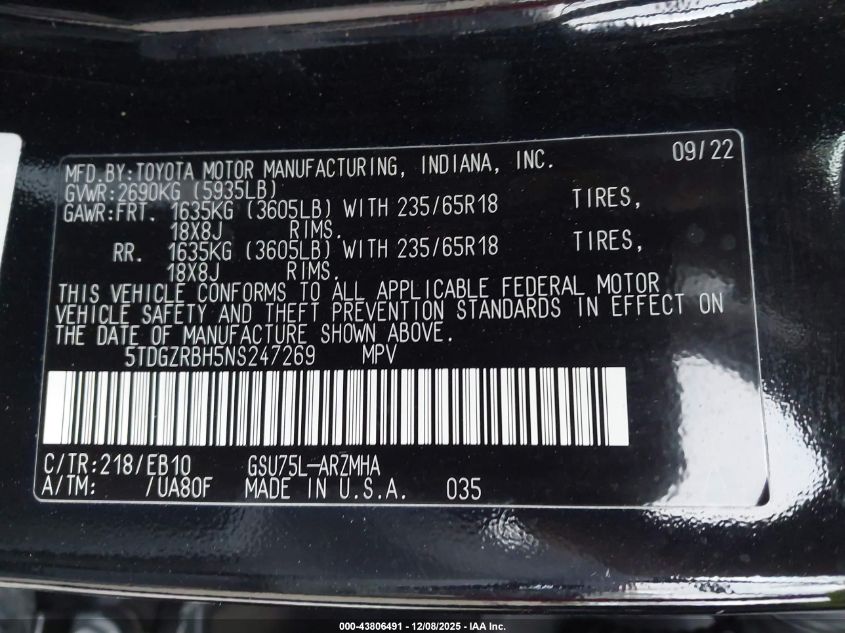 MFD.BY:TOYOTA MOTOR MANUFACTURING, INDIANA, INC. 09/22
GVWR:2690KG (5935LB)
GAWR:FRT. 1635KG (3605LB) WITH 235/65R18 TIRES,
18X8J RIMS.
RR. 1635KG (3605LB) WITH 235/65R18 TIRES,
18X8J RIMS.
THIS VEHICLE CONFORMS TO ALL APPLICABLE FEDERAL MOTOR
VEHICLE SAFETY AND THEFT PREVENTION STANDARDS IN EFFECT ON
THE DATE OF MANUFACTURE SHOWN ABOVE.
5TDGZRBH5NS247269 MPV
C/TR:218/EB10 GSU75L-ARZMHA
A/TM: /UA80F MADE IN U.S.A. 035
000-43806491 - 12/08/2025 - IAA Inc.